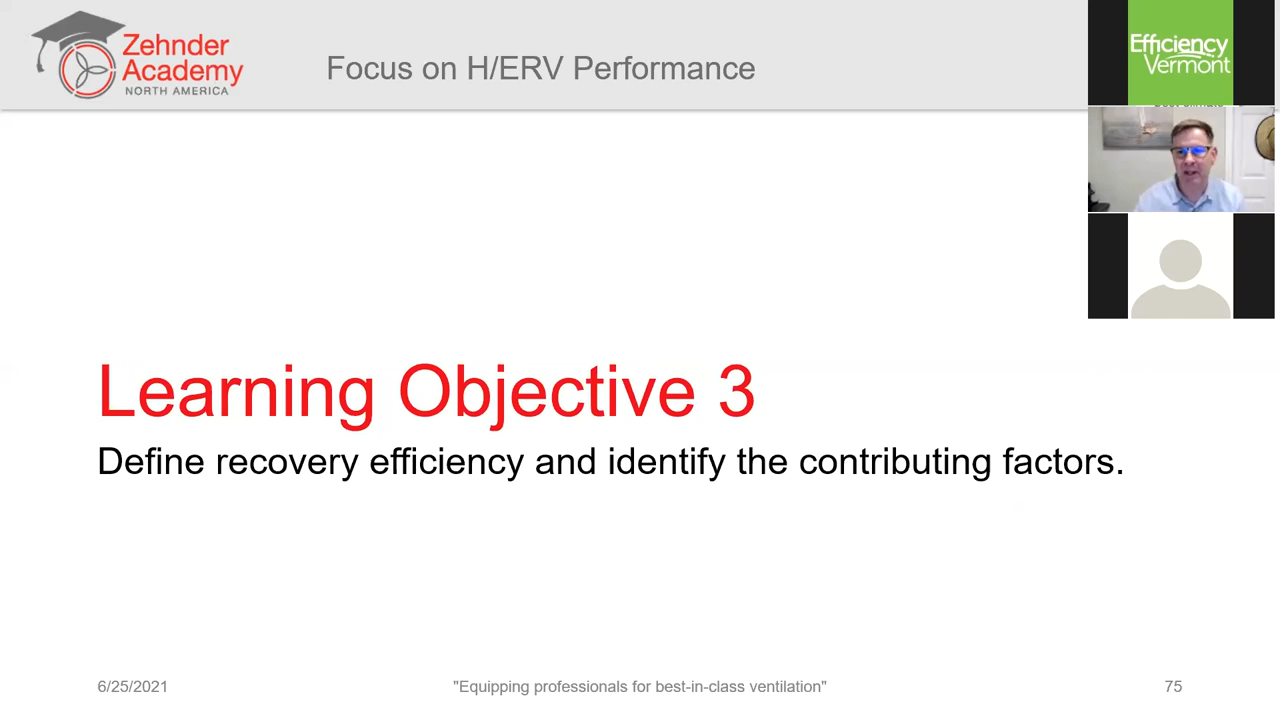 Zehnder
Academy
NORTH AMERICA
Focus on H/ERV Performance
Efficiency
Vermont
Learning Objective 3
Define recovery efficiency and identify the contributing factors.
6/25/2021
"Equipping professionals for best-in-class ventilation"
75